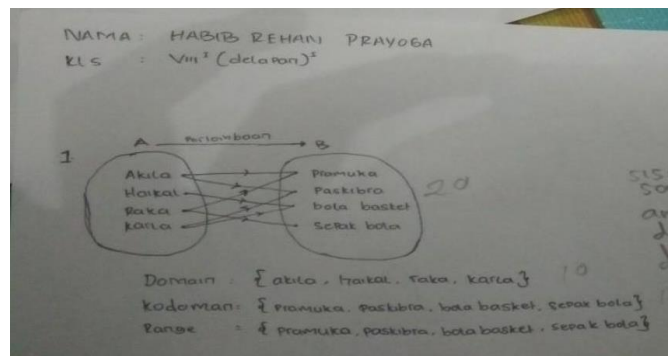 NAMA : HABIB REHAN PRAYOGA
KLS : VIII² (delapan)²
A B
1
Akila Pramuka
Haikal Paskibra
Raka bola basket
Karla Sepak bola
20
Domain : { akila, Haikal, raka, karla }
10
Kodoman : { Pramuka, Paskibra, bola basket, sepak bola }
Range : { Pramuka, paskibra, bola basket, sepak bola }